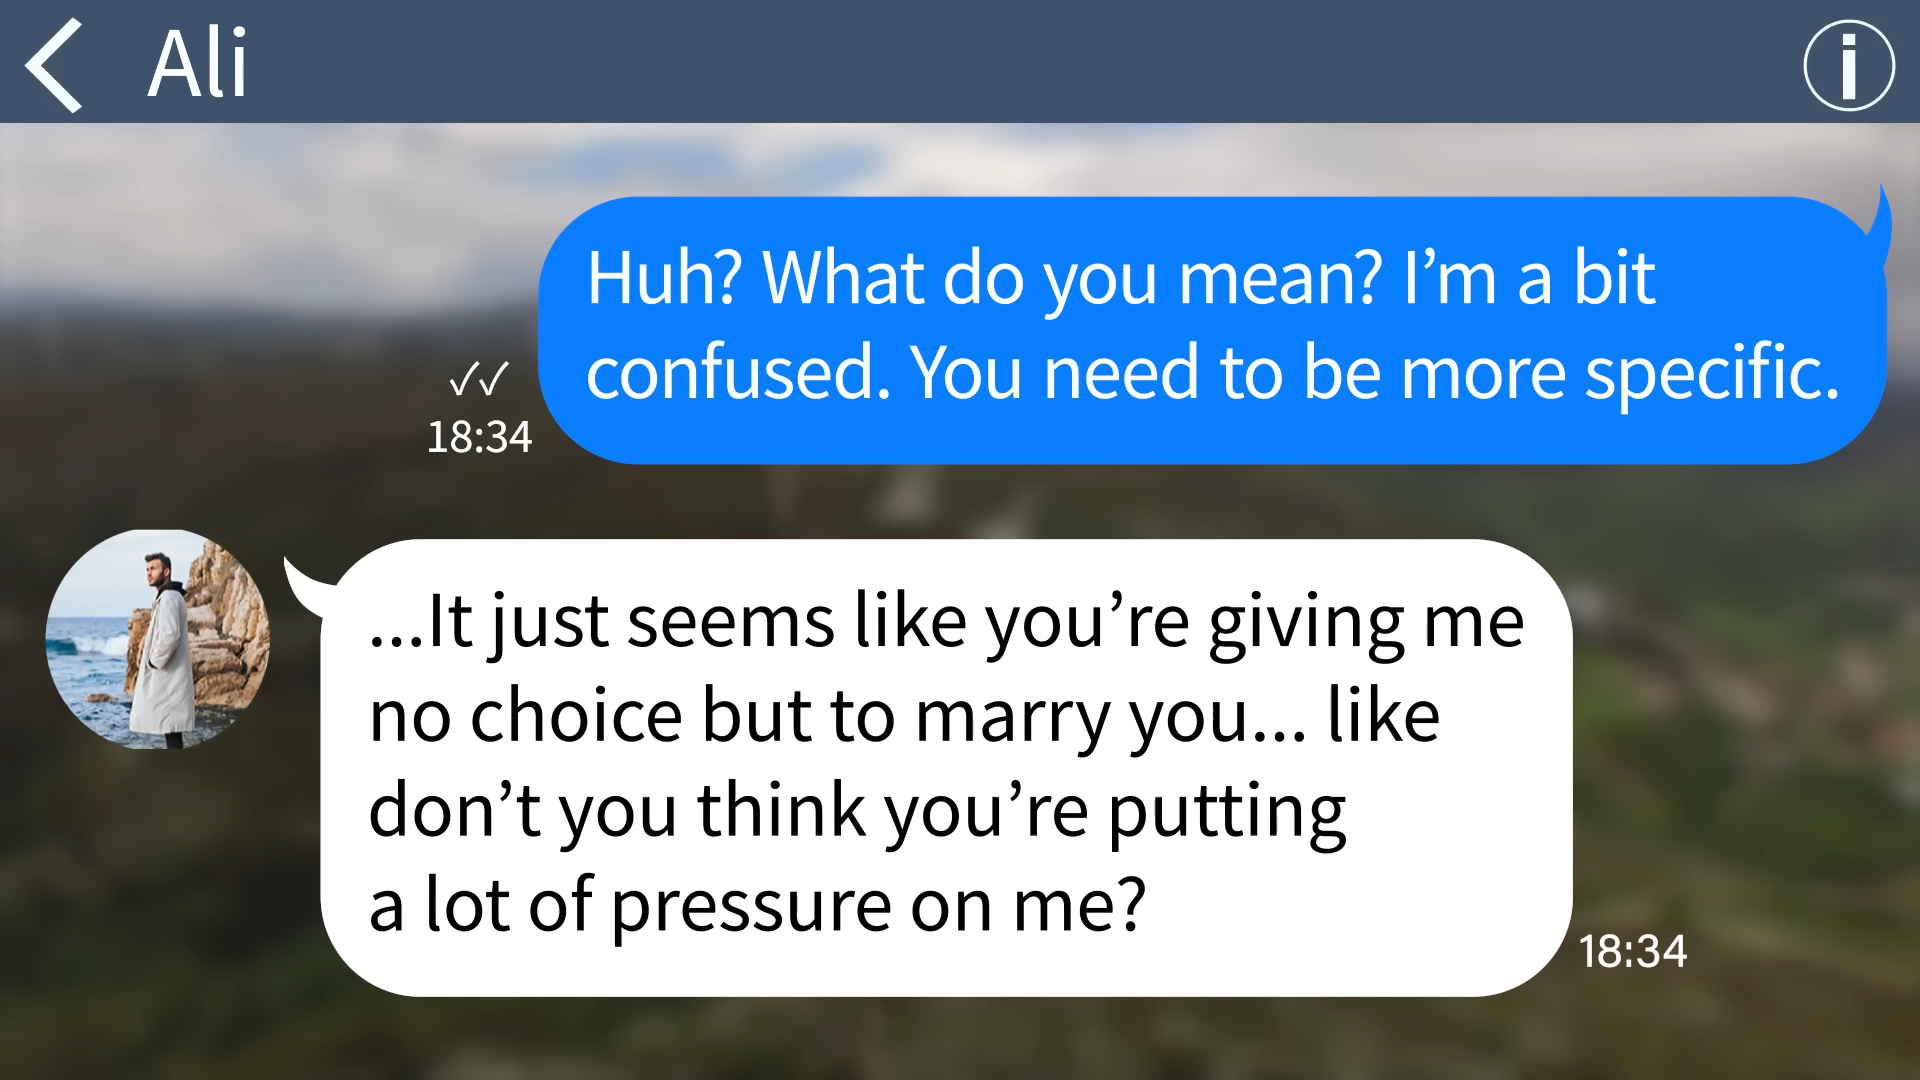 Ali
Huh? What do you mean? I’m a bit
confused. You need to be more specific.
✓✓
18:34
...It just seems like you’re giving me
no choice but to marry you... like
don’t you think you’re putting
a lot of pressure on me?
18:34